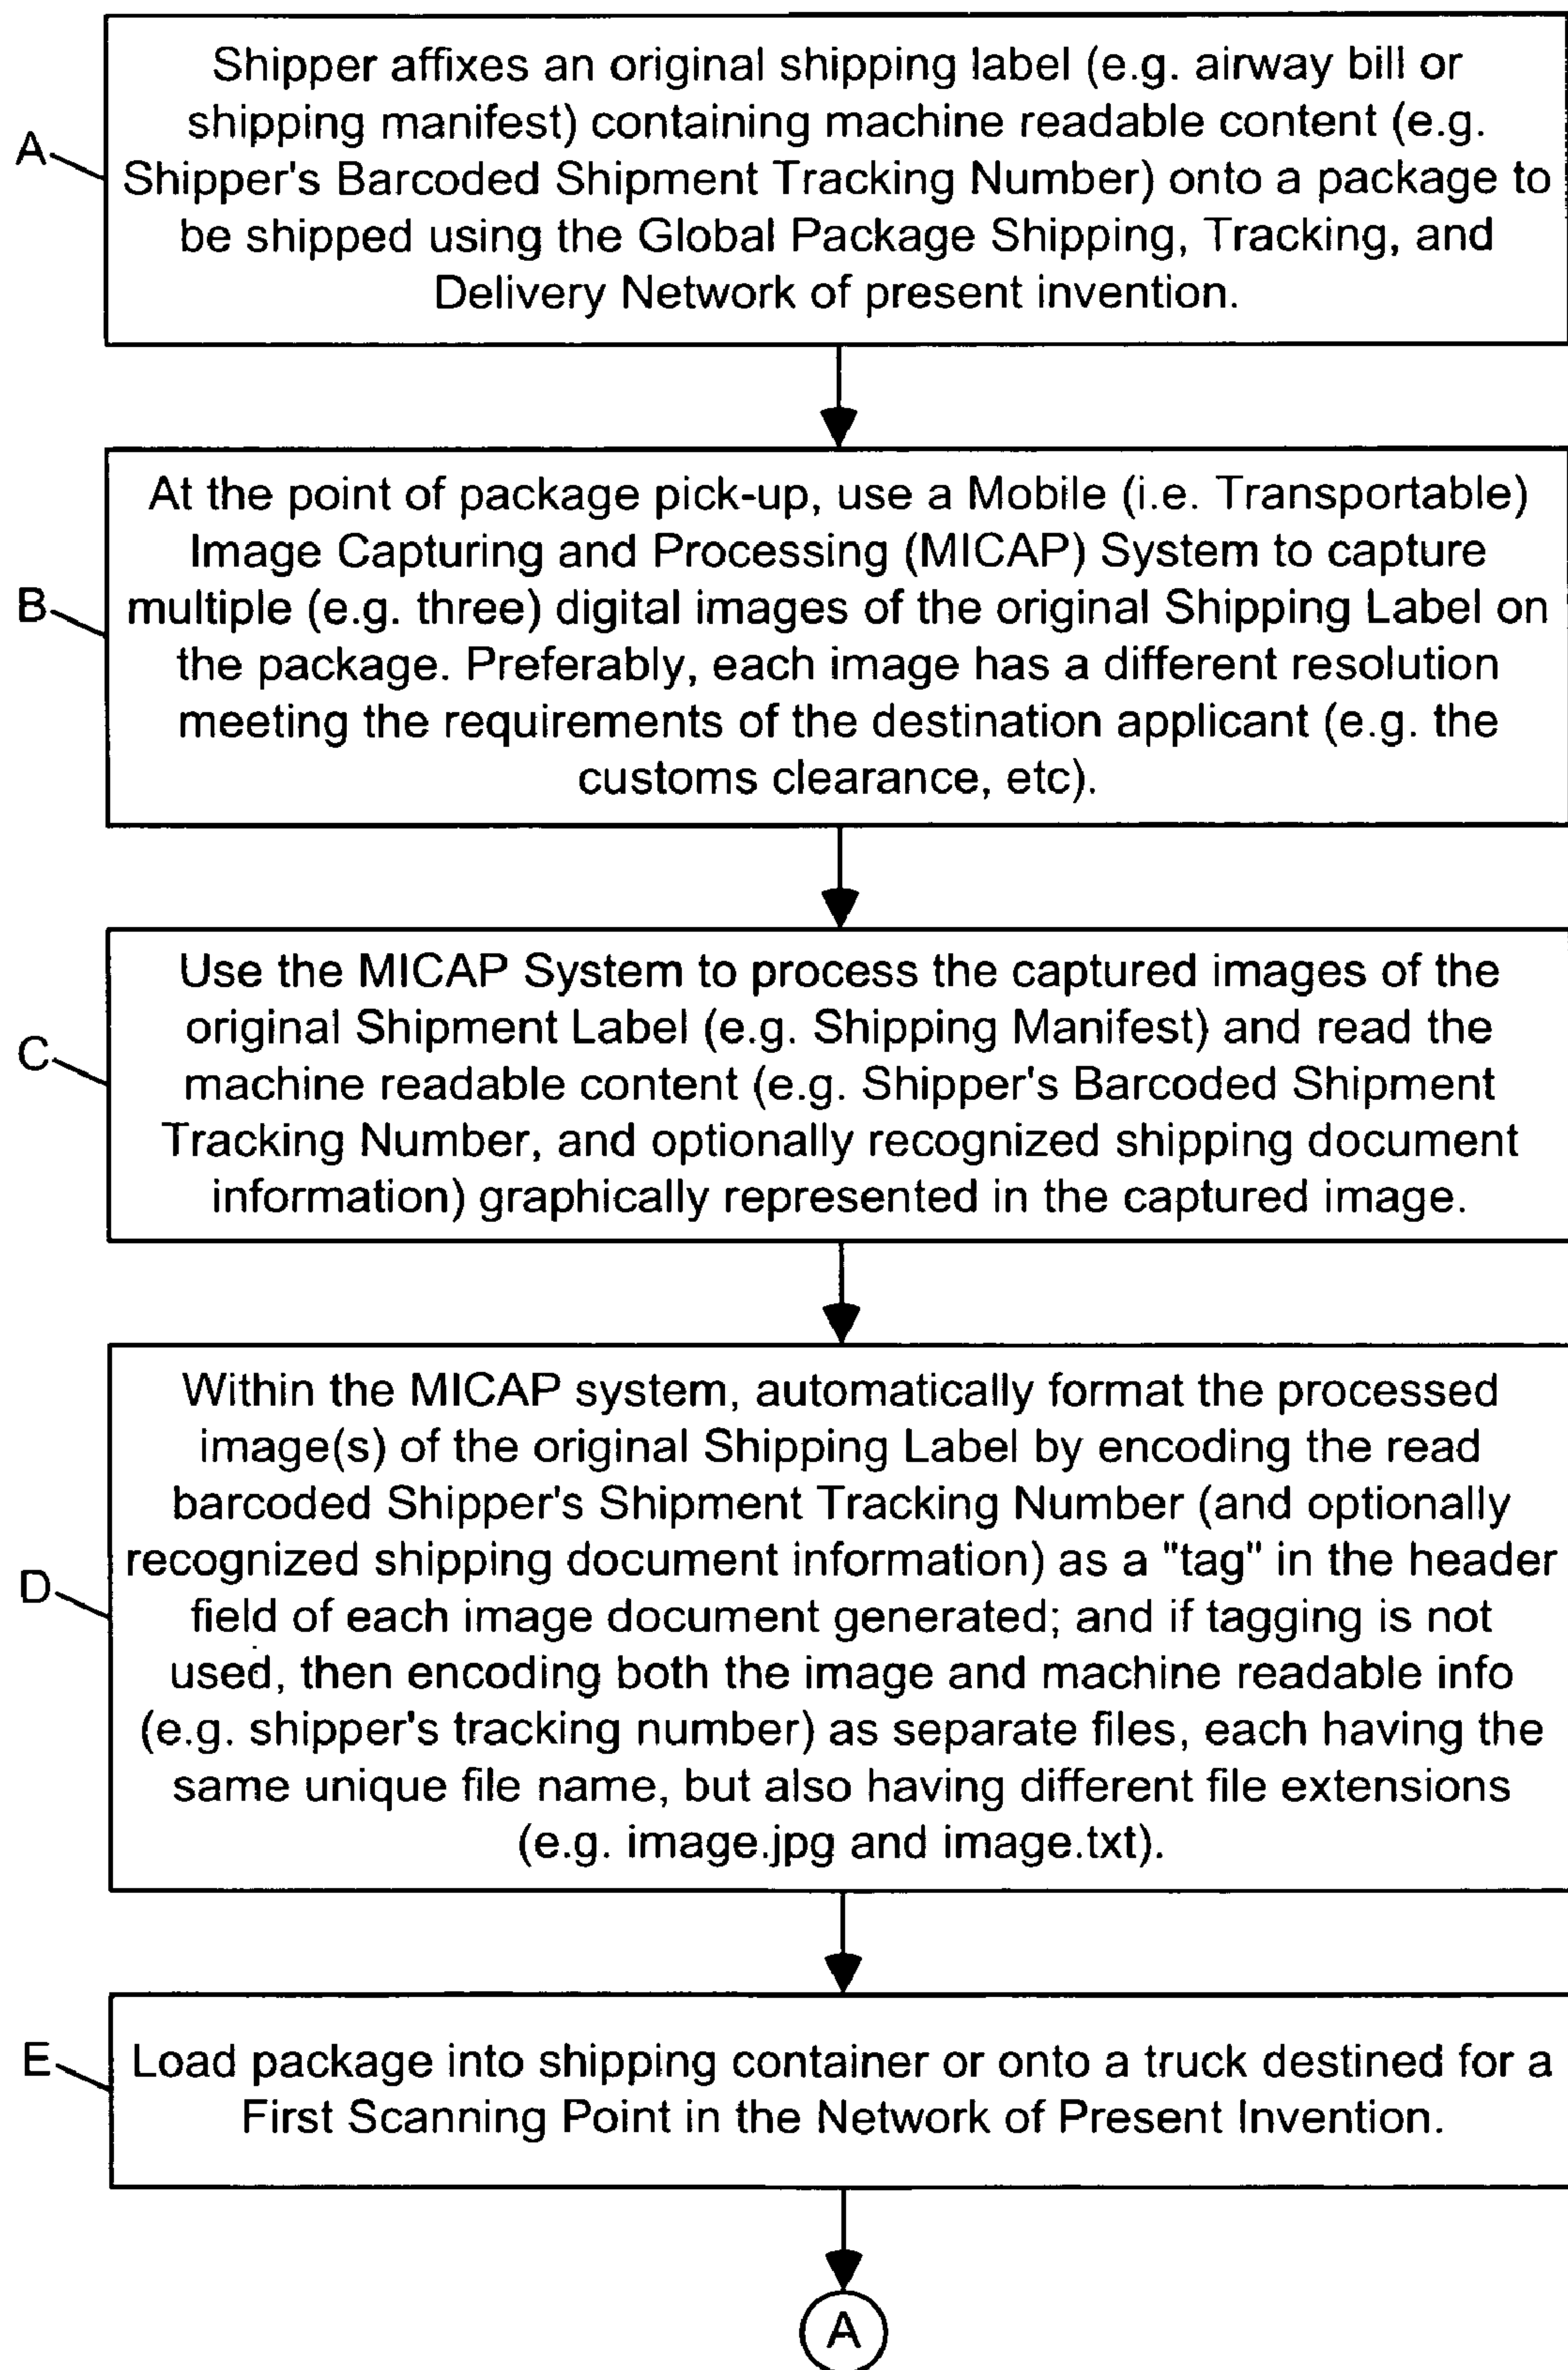 Shipper affixes an original shipping label (e.g. airway bill or
shipping manifest) containing machine readable content (e.g.
A
Shipper's Barcoded Shipment Tracking Number) onto a package to
be shipped using the Global Package Shipping, Tracking, and
Delivery Network of present invention.
At the point of package pick-up, use a Mobile (i.e. Transportable)
Image Capturing and Processing (MICAP) System to capture
B
multiple (e.g. three) digital images of the original Shipping Label on
the package. Preferably, each image has a different resolution
meeting the requirements of the destination applicant (e.g. the
customs clearance, etc).
Use the MICAP System to process the captured images of the
original Shipment Label (e.g. Shipping Manifest) and read the
C
machine readable content (e.g. Shipper's Barcoded Shipment
Tracking Number, and optionally recognized shipping document
information) graphically represented in the captured image.
Within the MICAP system, automatically format the processed
image(s) of the original Shipping Label by encoding the read
barcoded Shipper's Shipment Tracking Number (and optionally
recognized shipping document information) as a "tag" in the header
D
field of each image document generated; and if tagging is not
used, then encoding both the image and machine readable info
(e.g. shipper's tracking number) as separate files, each having the
same unique file name, but also having different file extensions
(e.g. image.jpg and image.txt).
E
Load package into shipping container or onto a truck destined for a
First Scanning Point in the Network of Present Invention.
A